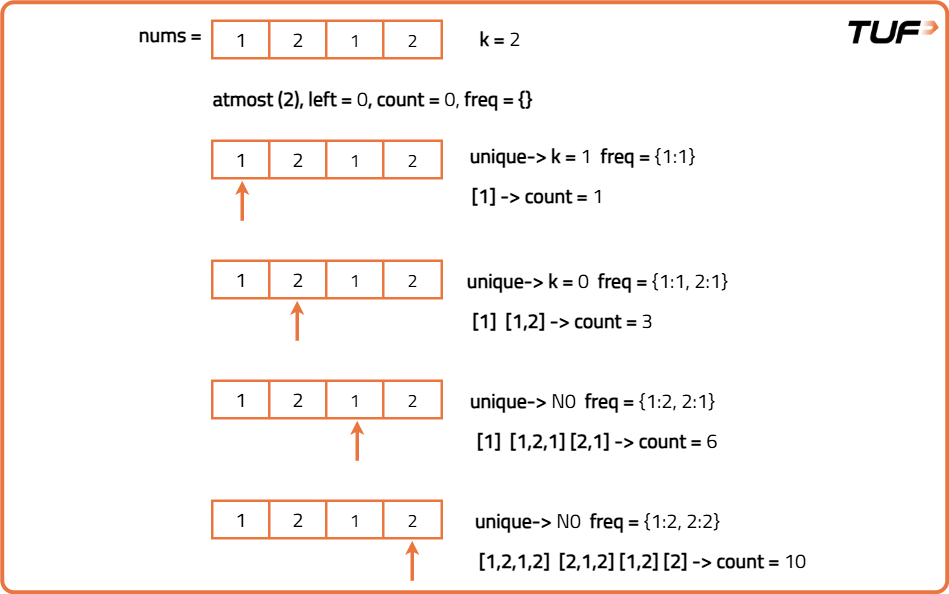 nums = 1 2 1 2 k = 2 TUF
atmost (2), left = 0, count = 0, freq = {}
1 2 1 2 unique-> k = 1 freq = {1:1}
[1] -> count = 1
1 2 1 2 unique-> k = 0 freq = {1:1, 2:1}
[1] [1,2] -> count = 3
1 2 1 2 unique-> N0 freq = {1:2, 2:1}
[1] [1,2,1] [2,1] -> count = 6
1 2 1 2 unique-> N0 freq = {1:2, 2:2}
[1,2,1,2] [2,1,2] [1,2] [2] -> count = 10